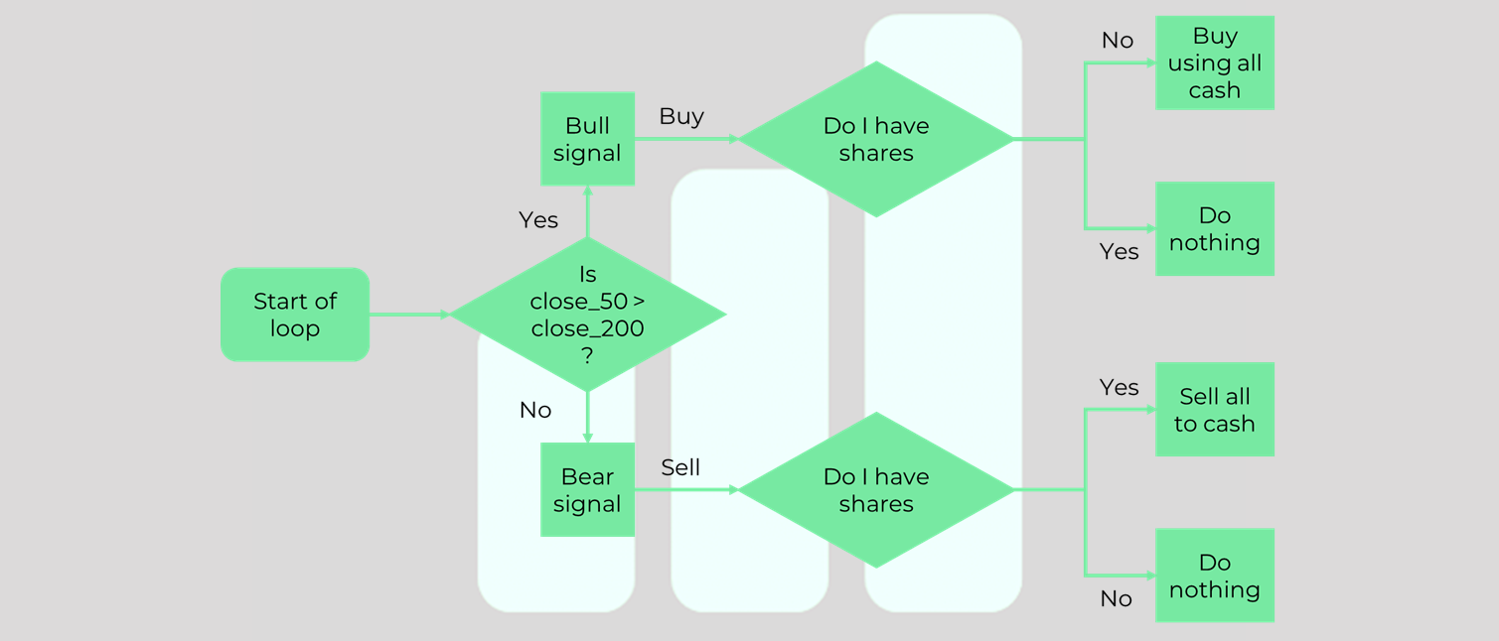 Start of
loop
Is
close_50 >
close_200
?
Yes
Bull
signal
Buy
Do I have
shares
No
Buy
using all
cash
Yes
Do
nothing
No
Bear
signal
Sell
Do I have
shares
Yes
Sell all
to cash
No
Do
nothing